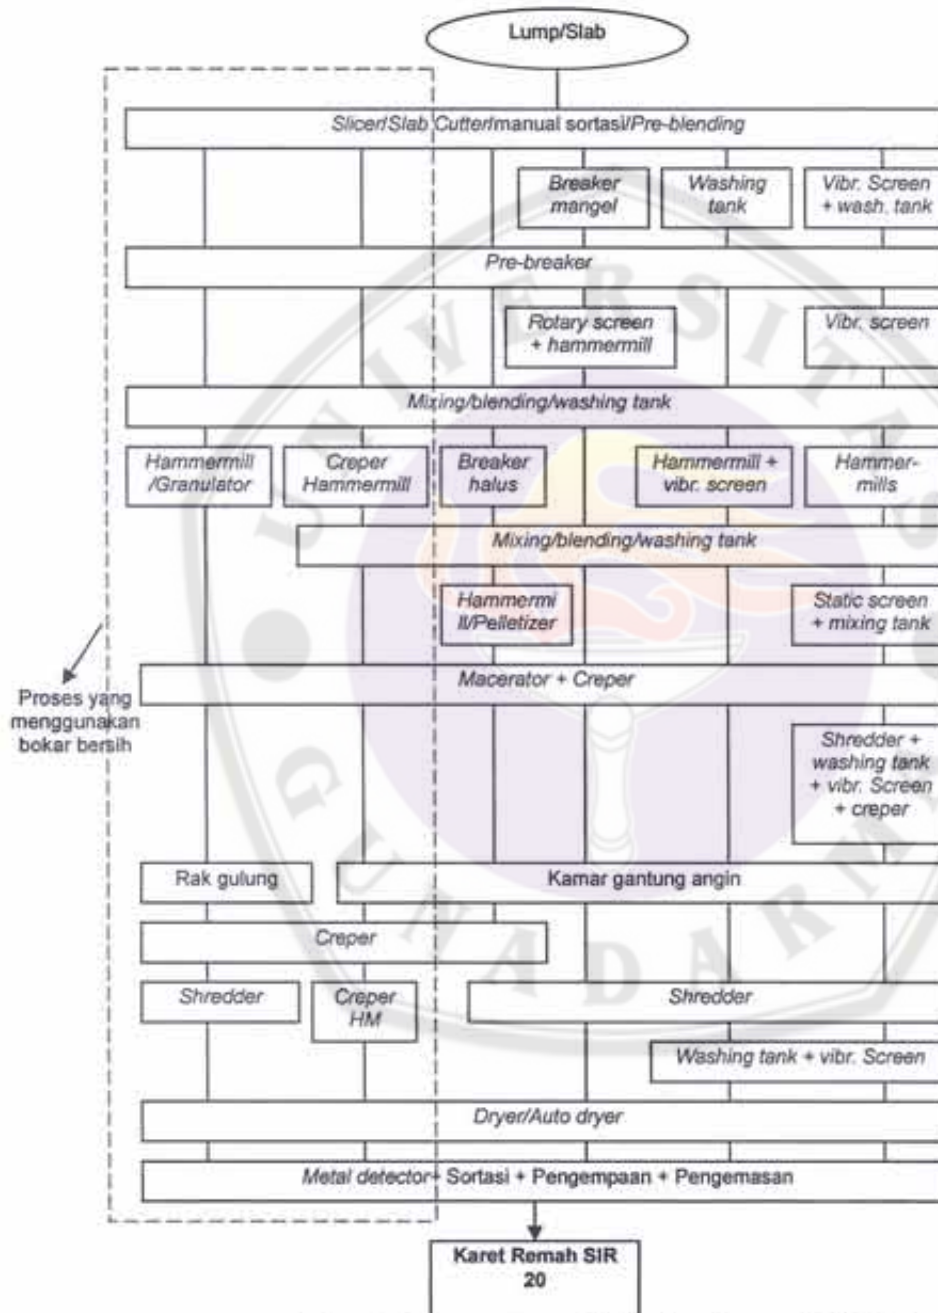 Lump/Slab
Slicer/Slab Cutter/manual sortasi/Pre-blending
Breaker
mangel
Washing
tank
Vibr. Screen
+ wash. tank
Pre-breaker
Rotary screen
+ hammermill
Vibr. screen
Mixing/blending/washing tank
Hammermill
/Granulator
Creper
Hammermill
Breaker
halus
Hammermill +
vibr. screen
Hammer-
mills
Mixing/blending/washing tank
Hammermi
ll/Pelletizer
Static screen
+ mixing tank
Macerator + Creper
Proses yang
menggunakan
bokar bersih
Shredder +
washing tank
+ vibr. Screen
+ creper
Rak gulung
Kamar gantung angin
Creper
Shredder
Creper
HM
Shredder
Washing tank + vibr. Screen
Dryer/Auto dryer
Metal detector+ Sortasi + Pengempaan + Pengemasan
Karet Remah SIR
20
UNIVERSITAS
GUNADARMA